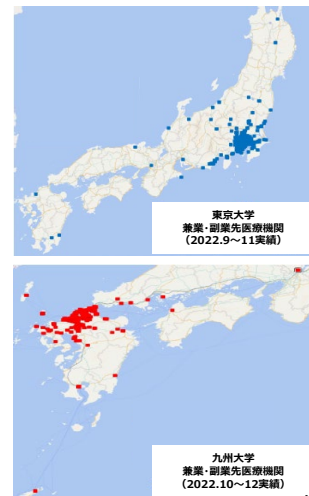 東京大学
兼業・副業先医療機関
（2022.9～11実績）
九州大学
兼業・副業先医療機関
（2022.10～12実績）